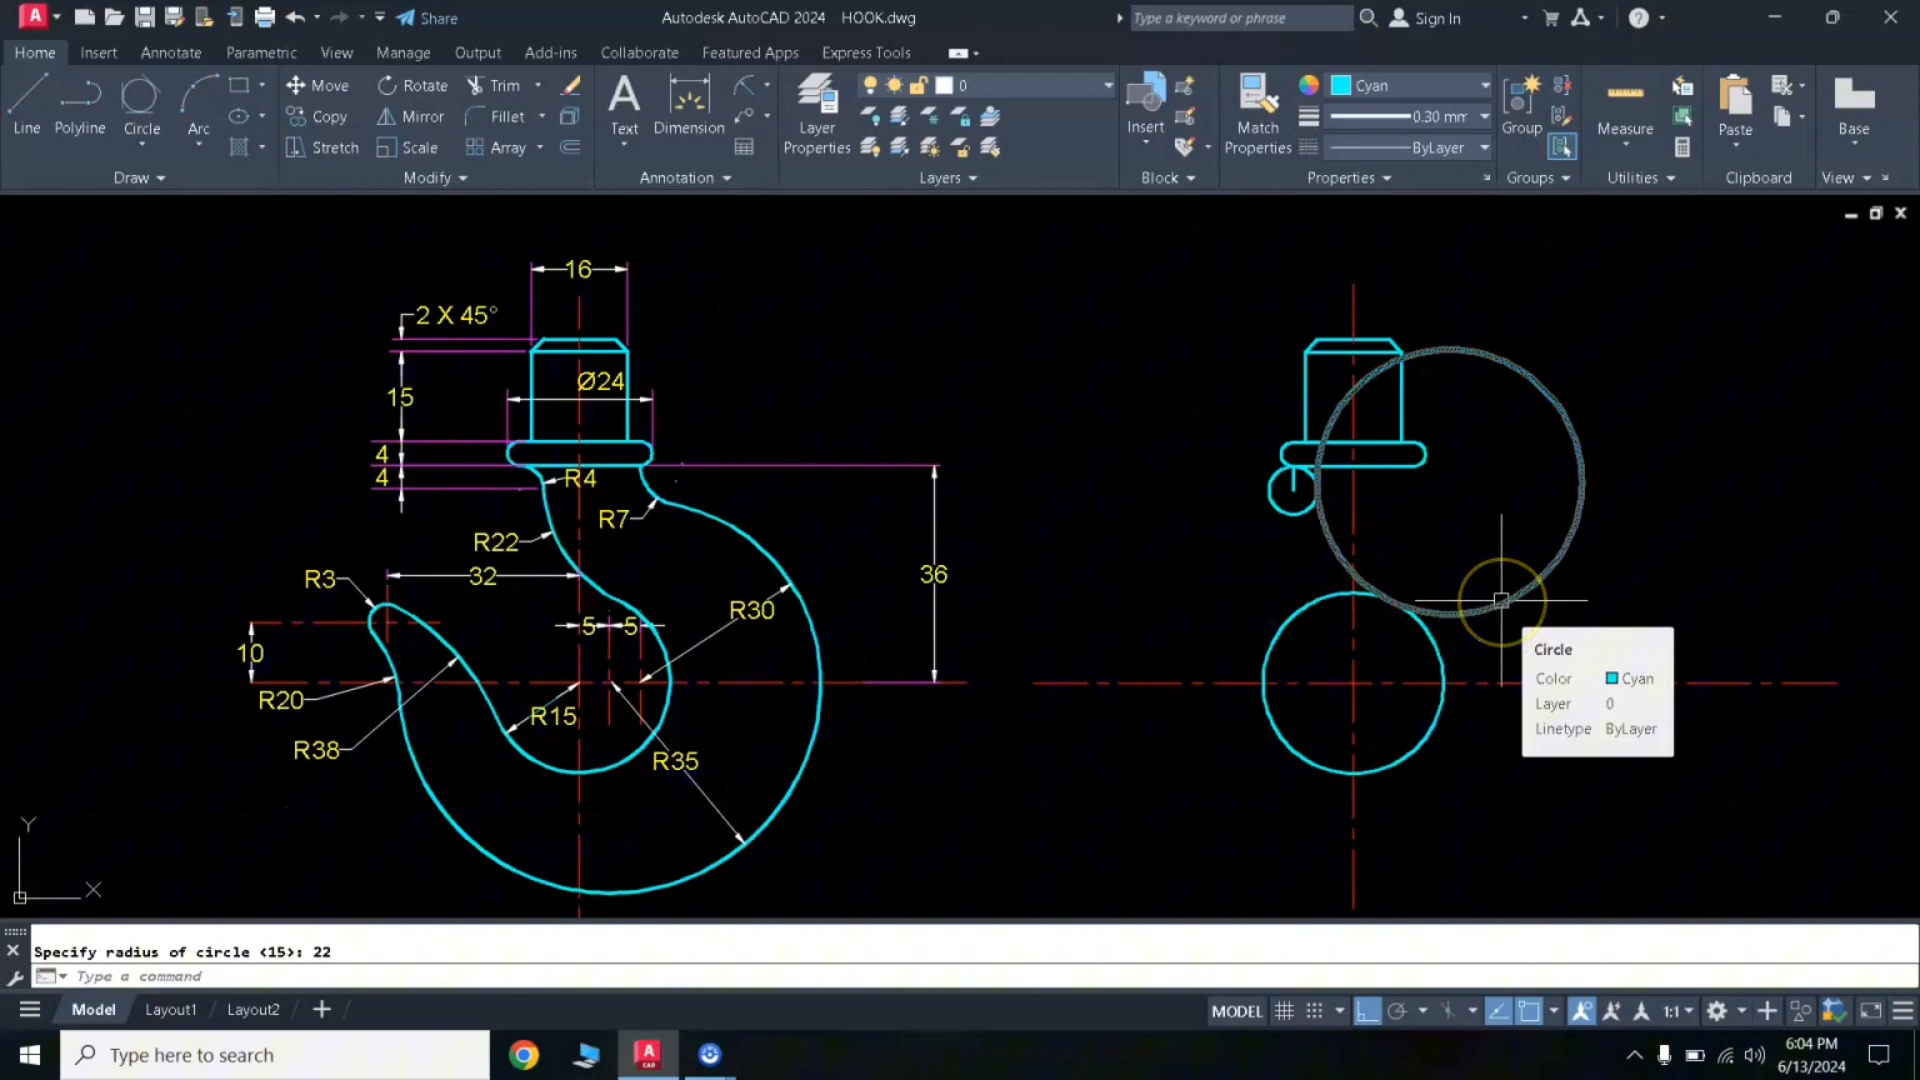 Share
Autodesk AutoCAD 2024 HOOK.dwg
Type a keyword or phrase
Sign In
Home Insert Annotate Parametric View Manage Output Add-ins Collaborate Featured Apps Express Tools
Line
Polyline
Circle
Arc
Draw
Move
Rotate
Trim
Copy
Mirror
Fillet
Stretch
Scale
Array
Modify
Text
Dimension
Annotation
Layer
Properties
0
Layers
Insert
Block
Match
Properties
Cyan
0.30 mm
ByLayer
Properties
Group
Groups
Measure
Utilities
Paste
Clipboard
Base
View
16
2 X 45°
Ø24
15
4
4
R4
R7
R22
32
R3
36
R30
5
5
10
R20
R15
R38
R35
Circle
Color Cyan
Layer 0
Linetype ByLayer
Y
X
Specify radius of circle <15>: 22
Type a command
Model Layout1 Layout2
MODEL
1:1
Type here to search
A
CAD
6:04 PM
6/13/2024